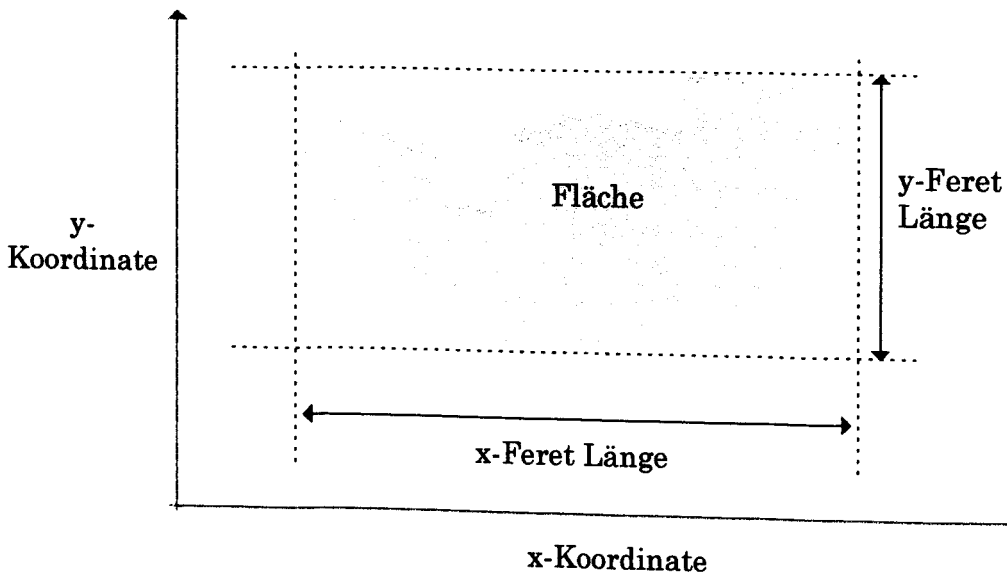 Fläche
y-Feret
Länge
y-
Koordinate
x-Feret Länge
x-Koordinate